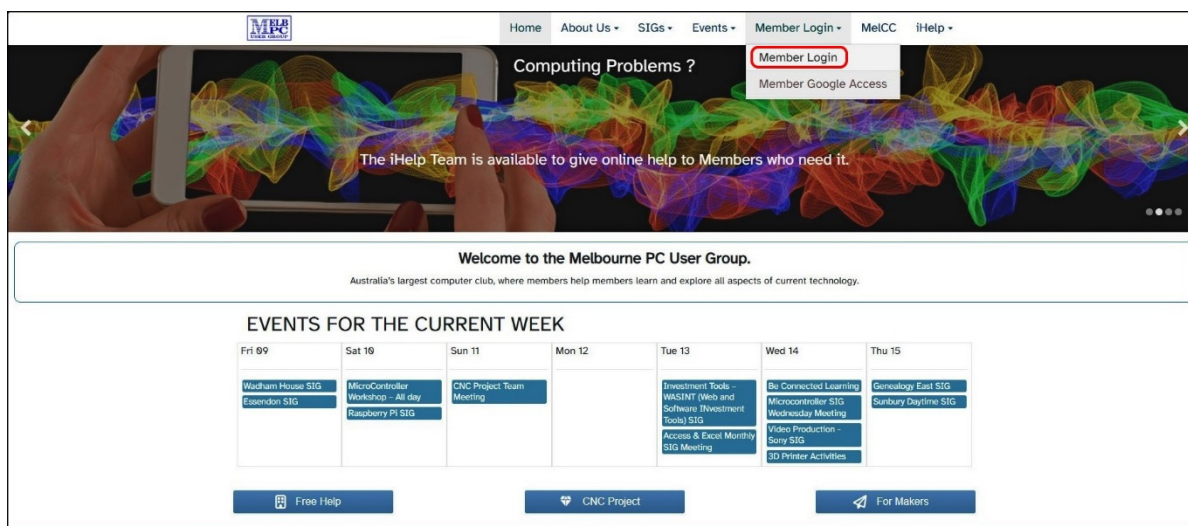 MELB
PC
USER GROUP
Home About Us SIGs Events Member Login MelCC iHelp
Member Login
Member Google Access
Computing Problems ?
The iHelp Team is available to give online help to Members who need it.
Welcome to the Melbourne PC User Group.
Australia's largest computer club, where members help members learn and explore all aspects of current technology.
EVENTS FOR THE CURRENT WEEK
Fri 09 Sat 10 Sun 11 Mon 12 Tue 13 Wed 14 Thu 15
Wadham House SIG
Essendon SIG
MicroController
Workshop – All day
Raspberry Pi SIG
CNC Project Team
Meeting
Investment Tools –
WASINT (Web and
Software INvestment
Tools) SIG
Access & Excel Monthly
SIG Meeting
Be Connected Learning
Microcontroller SIG
Wednesday Meeting
Video Production –
Sony SIG
3D Printer Activities
Genealogy East SIG
Sunbury Daytime SIG
Free Help CNC Project For Makers